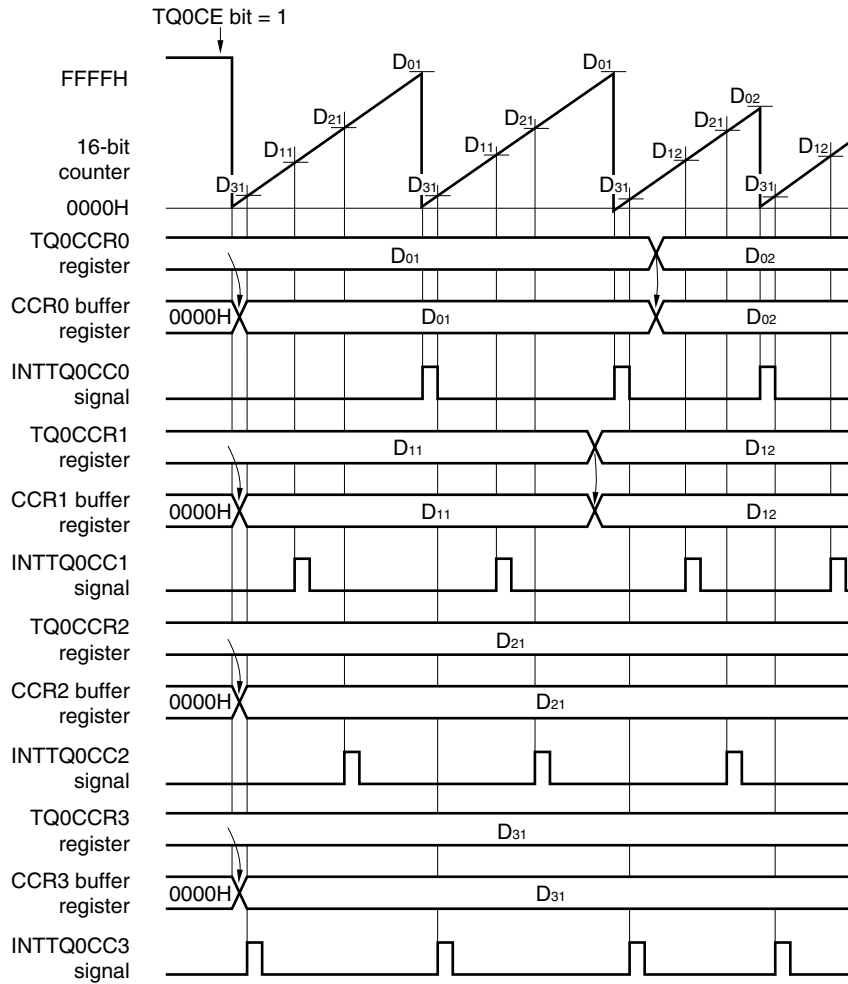 TQ0CE bit = 1
FFFFH
16-bit
counter
0000H
D31
D11
D21
D01
D31
D11
D21
D01
D31
D12
D21
D02
D31
D12
TQ0CCR0
register
D01
D02
CCR0 buffer
register
0000H
D01
D02
INTTQ0CC0
signal
TQ0CCR1
register
D11
D12
CCR1 buffer
register
0000H
D11
D12
INTTQ0CC1
signal
TQ0CCR2
register
D21
CCR2 buffer
register
0000H
D21
INTTQ0CC2
signal
TQ0CCR3
register
D31
CCR3 buffer
register
0000H
D31
INTTQ0CC3
signal